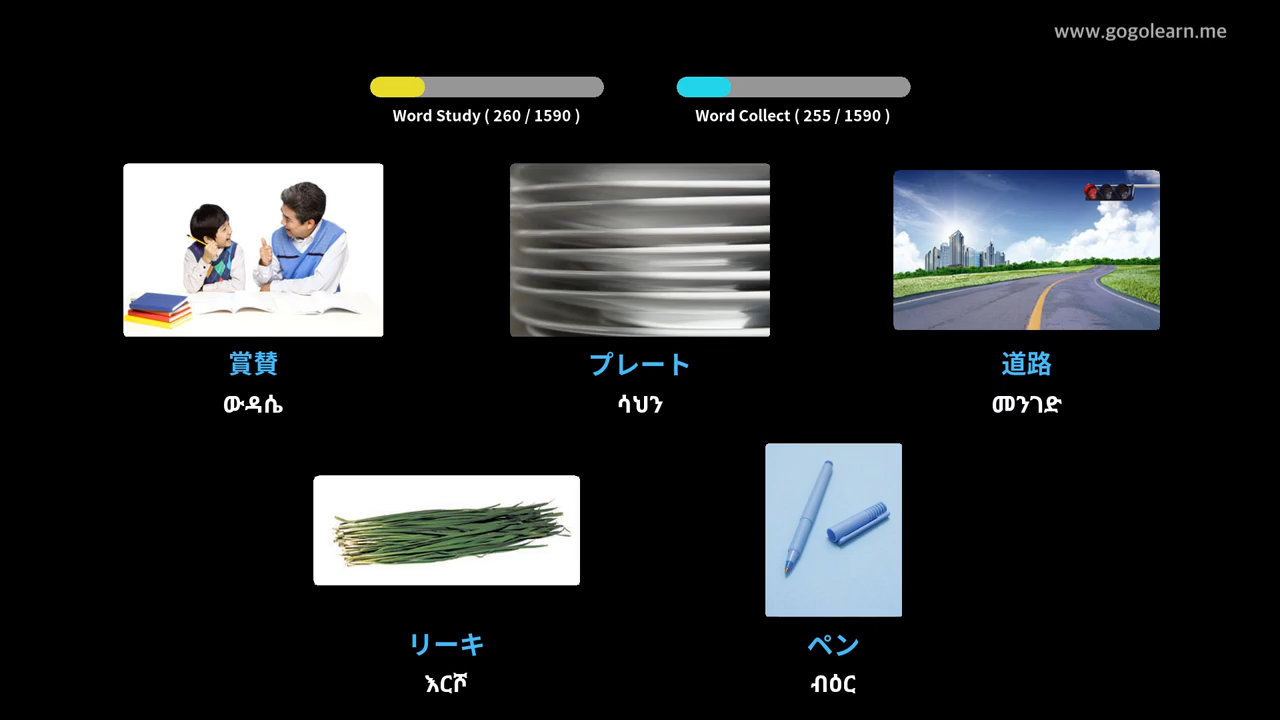 www.gogolearn.me
Word Study ( 260 / 1590 )
Word Collect ( 255 / 1590 )
賞賛
ውዳሴ
プレート
ሳህን
道路
መንገድ
リーキ
እርሾ
ペン
ብዕር